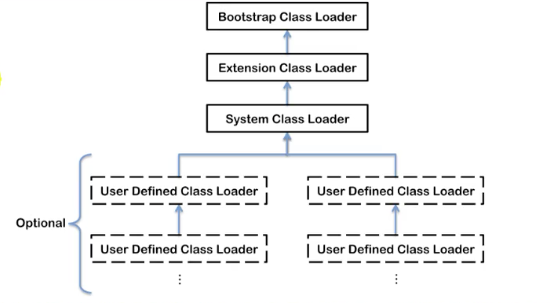 Bootstrap Class Loader
Extension Class Loader
System Class Loader
User Defined Class Loader
User Defined Class Loader
Optional
User Defined Class Loader
User Defined Class Loader